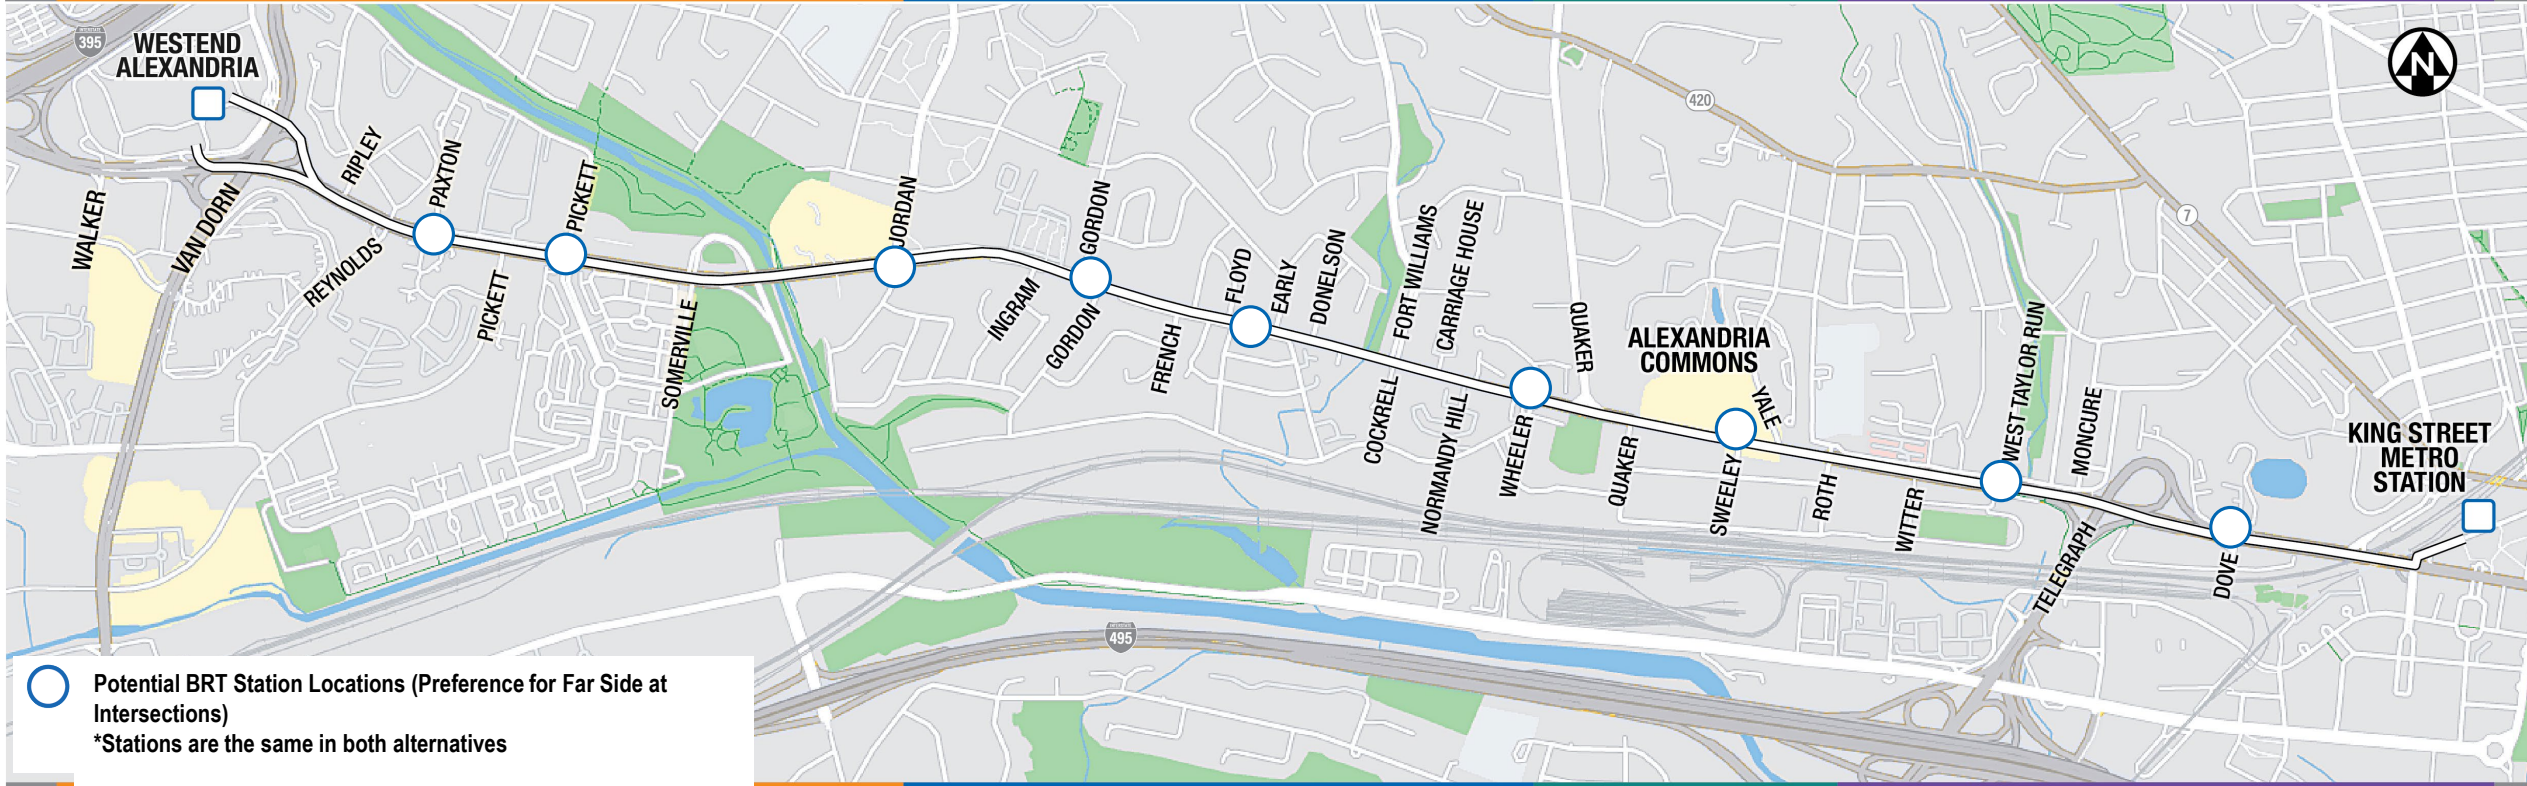 INTERSTATE
395
WESTEND
ALEXANDRIA
N
420
7
WALKER
VAN DORN
RIPLEY
REYNOLDS
PAXTON
PICKETT
PICKETT
SOMERVILLE
JORDAN
INGRAM
GORDON
GORDON
FRENCH
FLOYD
EARLY
DONELSON
COCKRELL
FORT WILLIAMS
NORMANDY HILL
CARRIAGE HOUSE
WHEELER
QUAKER
QUAKER
ALEXANDRIA
COMMONS
YALE
SWEELEY
ROTH
WITTER
WEST TAYLOR RUN
MONCURE
TELEGRAPH
DOVE
KING STREET
METRO
STATION
INTERSTATE
495
Potential BRT Station Locations (Preference for Far Side at
Intersections)
*Stations are the same in both alternatives